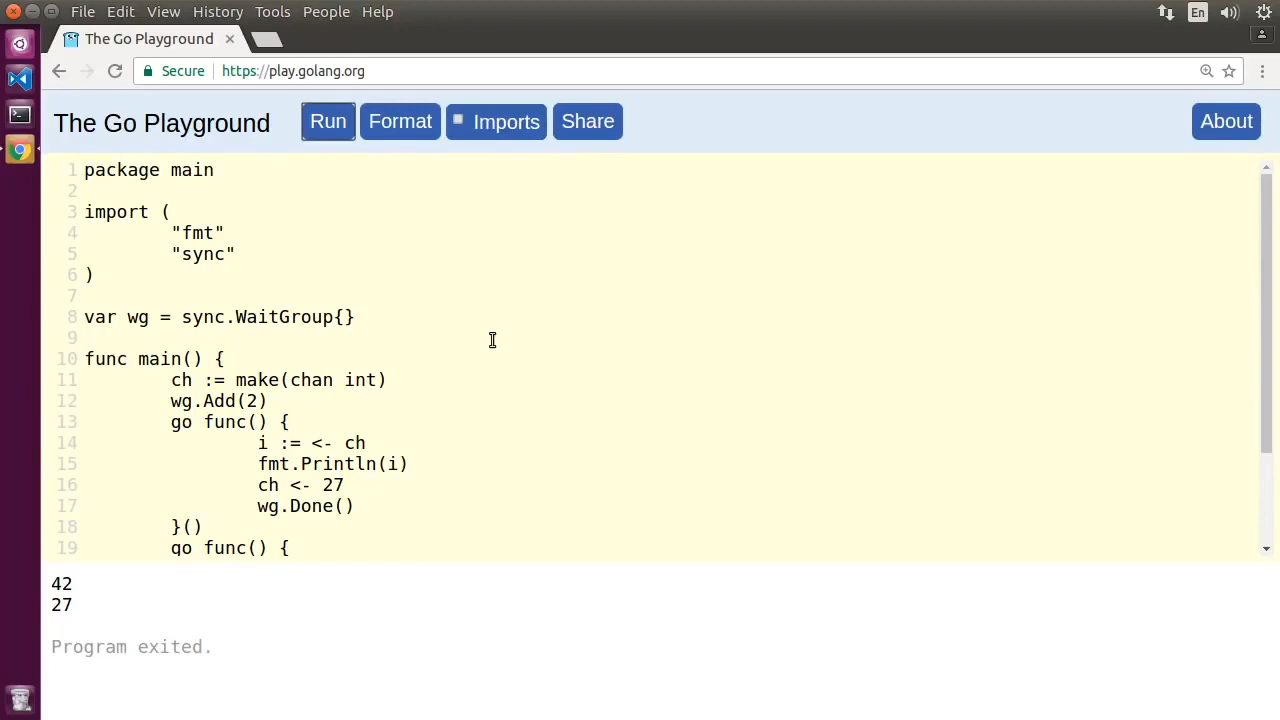 File Edit View History Tools People Help
En
The Go Playground
Secure https://play.golang.org
The Go Playground Run Format Imports Share About
1 package main
2
3 import (
4 "fmt"
5 "sync"
6 )
7
8 var wg = sync.WaitGroup{}
9
10 func main() {
11 ch := make(chan int)
12 wg.Add(2)
13 go func() {
14 i := <- ch
15 fmt.Println(i)
16 ch <- 27
17 wg.Done()
18 }()
19 go func() {
42
27
Program exited.